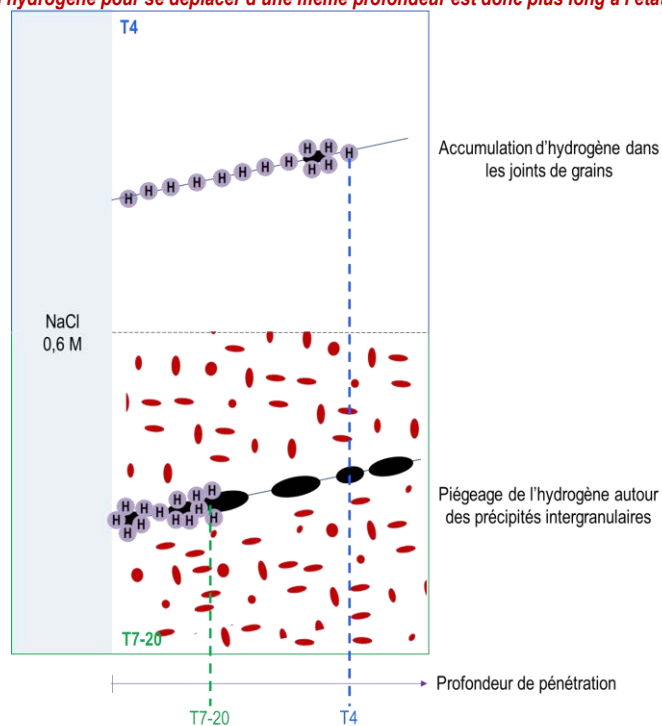 hydrogène pour se déplacer d'une même profondeur est donc plus long à l'éta
T4
H H H H H H H H H H H H H
Accumulation d'hydrogène dans
les joints de grains
NaCl
0,6 M
H H H H H H H H H H H H H H
Piégeage de l'hydrogène autour
des précipités intergranulaires
T7-20
Profondeur de pénétration
T7-20
T4